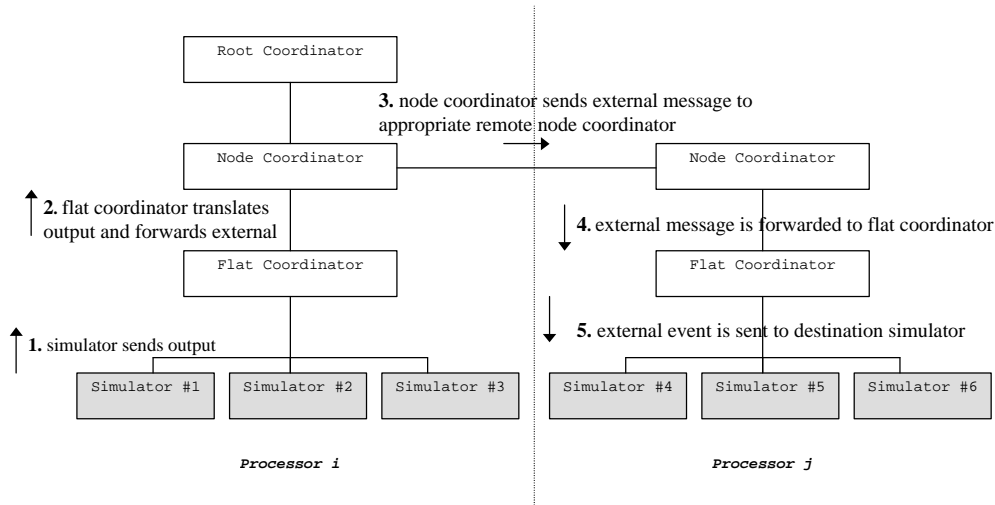 Root Coordinator
3. node coordinator sends external message to
appropriate remote node coordinator
Node Coordinator
Node Coordinator
2. flat coordinator translates
output and forwards external
4. external message is forwarded to flat coordinator
Flat Coordinator
Flat Coordinator
1. simulator sends output
5. external event is sent to destination simulator
Simulator #1
Simulator #2
Simulator #3
Simulator #4
Simulator #5
Simulator #6
Processor i
Processor j